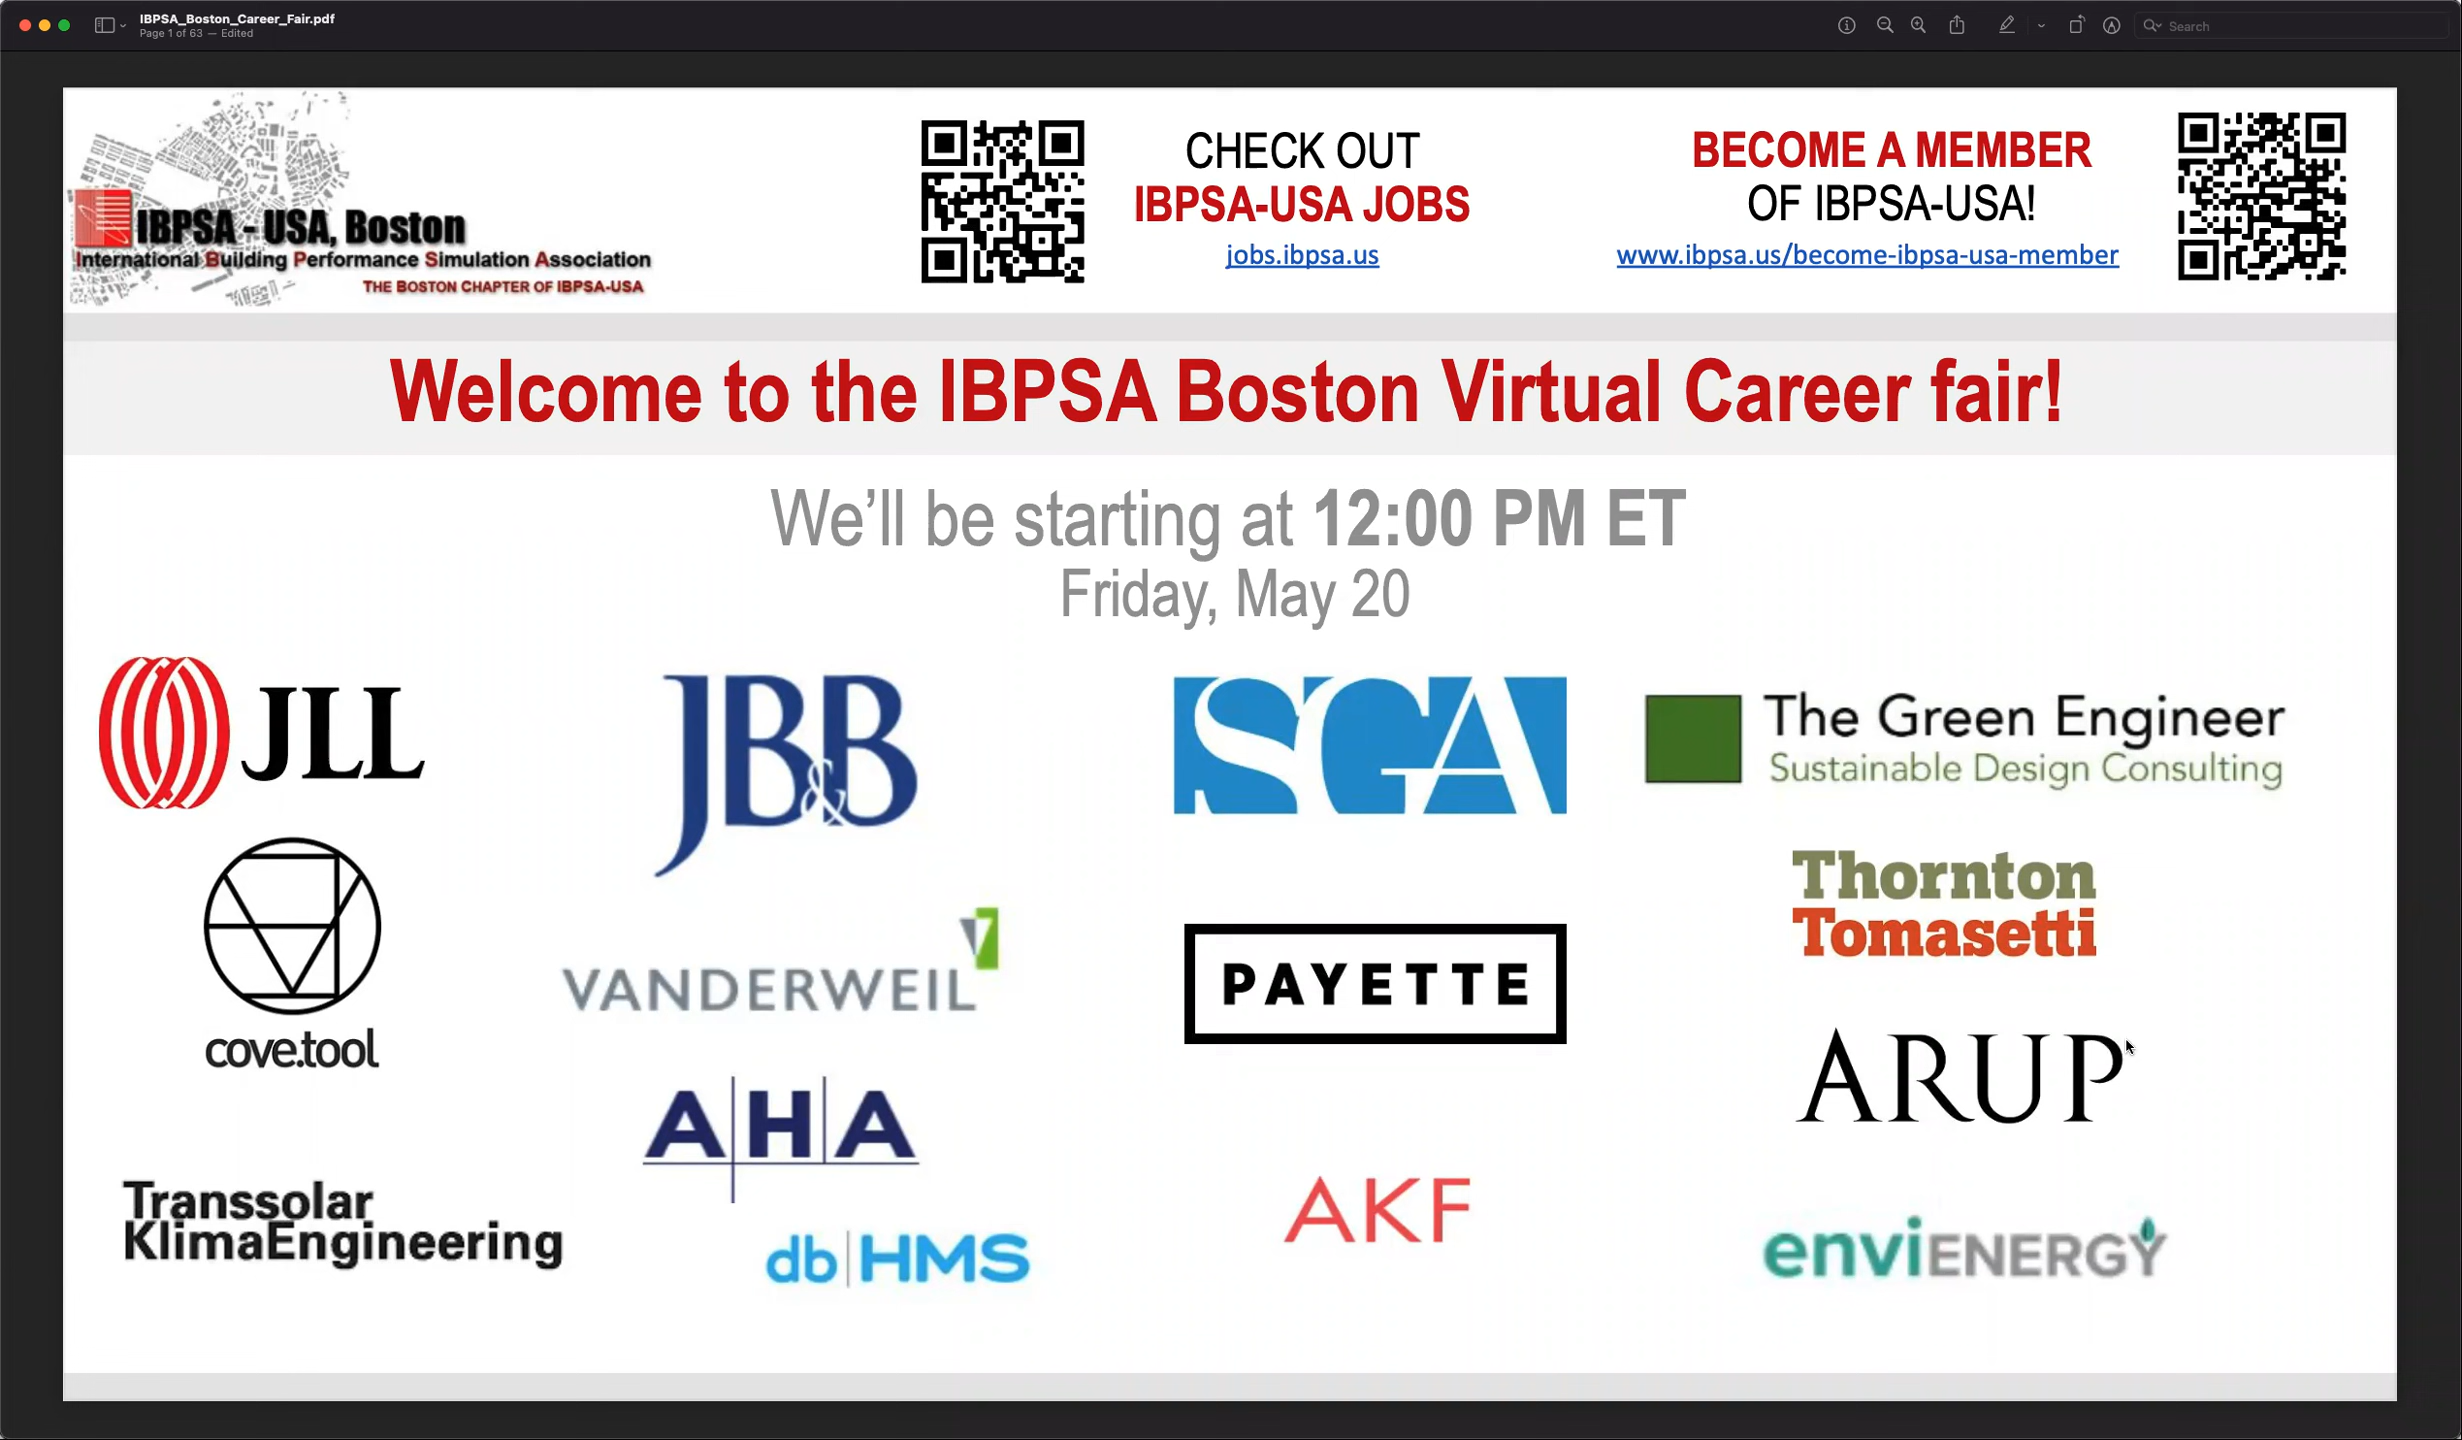 IBPSA_Boston_Career_Fair.pdf
Page 1 of 63 — Edited
Search
IBPSA - USA, Boston
International Building Performance Simulation Association
THE BOSTON CHAPTER OF IBPSA-USA
CHECK OUT
IBPSA-USA JOBS
jobs.ibpsa.us
BECOME A MEMBER
OF IBPSA-USA!
www.ibpsa.us/become-ibpsa-usa-member
Welcome to the IBPSA Boston Virtual Career fair!
We'll be starting at 12:00 PM ET
Friday, May 20
JLL
JB&B
SGA
The Green Engineer
Sustainable Design Consulting
cove.tool
VANDERWEIL
PAYETTE
Thornton
Tomasetti
AHA
ARUP
Transsolar
KlimaEngineering
db|HMS
AKF
enviENERGY